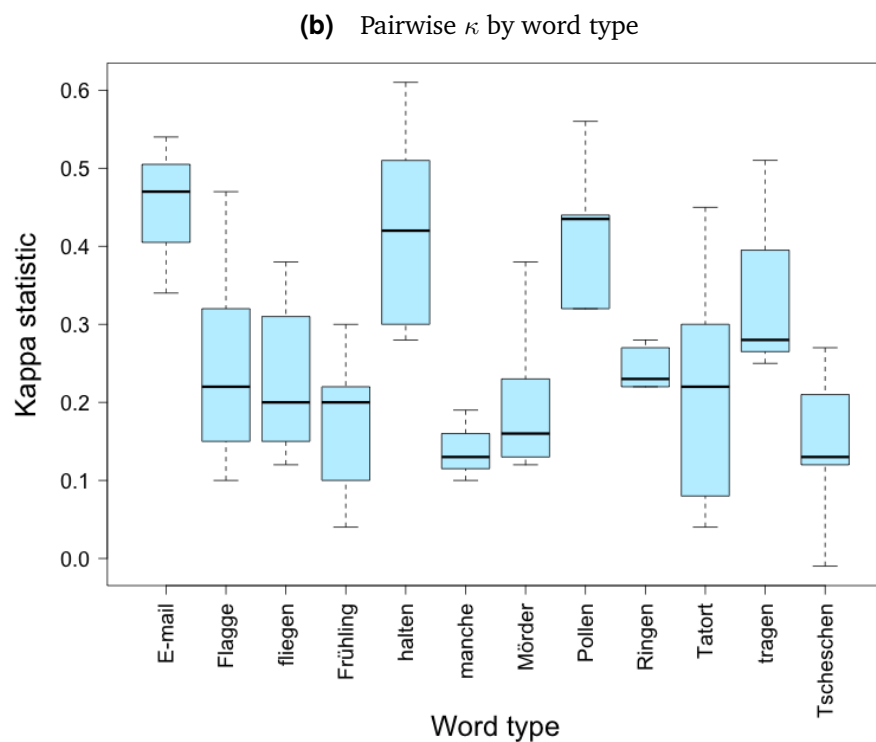 (b) Pairwise κ by word type
Kappa statistic
0.6
0.5
0.4
0.3
0.2
0.1
0.0
E-mail
Flagge
fliegen
Frühling
halten
manche
Mörder
Pollen
Ringen
Tatort
tragen
Tscheschen
Word type